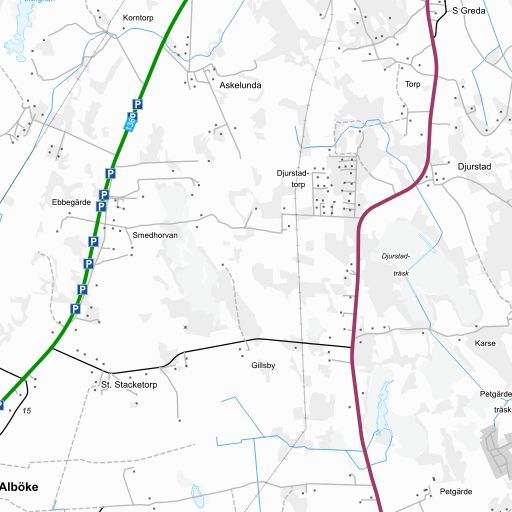 S Greda
Korntorp
Askelunda
Torp
P
P
136
P
Djurstad
Djurstad-
torp
P
P
Ebbegärde
Smedhorvan
P
Djurstad-
träsk
P
P
P
Karse
Gillsby
St. Stacketorp
Petgärde
träsk
P
15
Alböke
Petgärde